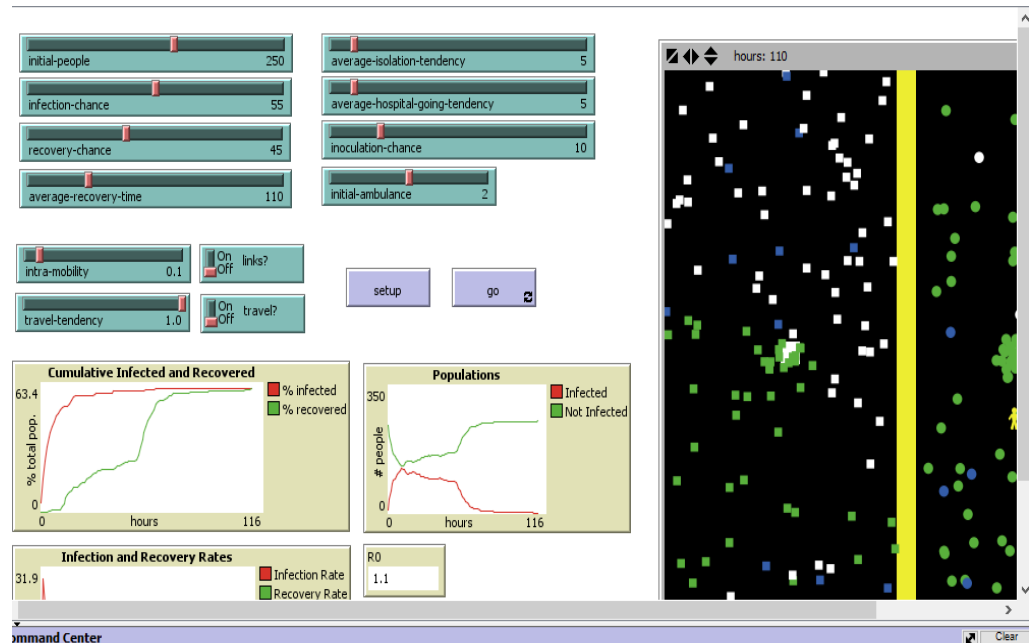 initial-people 250
infection-chance 55
recovery-chance 45
average-recovery-time 110
average-isolation-tendency 5
average-hospital-going-tendency 5
inoculation-chance 10
initial-ambulance 2
hours: 110
intra-mobility 0.1
On
Off
links?
travel-tendency 1.0
On
Off
travel?
setup
go
Cumulative Infected and Recovered
63.4
% total pop.
0
0 hours 116
% infected
% recovered
Populations
350
# people
0
0 hours 116
Infected
Not Infected
Infection and Recovery Rates
31.9
Infection Rate
Recovery Rate
R0
1.1
ommand Center
Clear